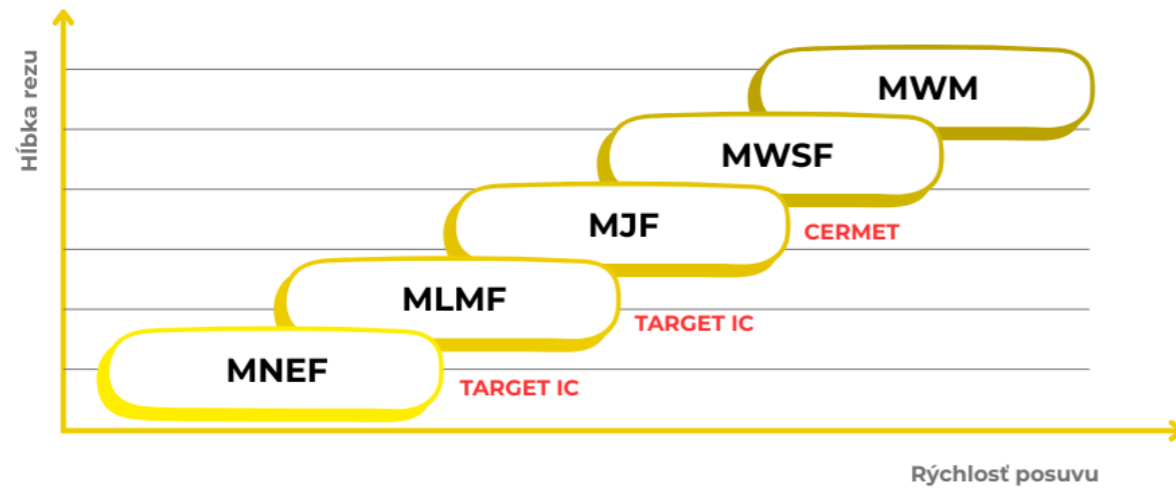 Hĺbka rezu
MWM
MWSF
MJF
CERMET
MLMF
TARGET IC
MNEF
TARGET IC
Rýchlosť posuvu